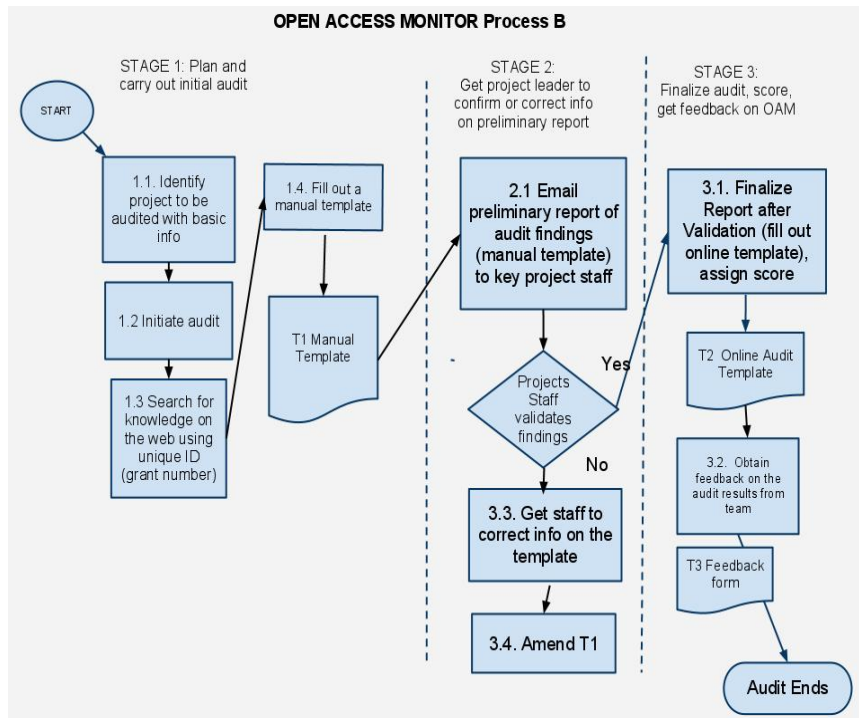 OPEN ACCESS MONITOR Process B
STAGE 1: Plan and
carry out initial audit
START
1.1. Identify
project to be
audited with basic
info
1.2 Initiate audit
1.3 Search for
knowledge on
the web using
unique ID
(grant number)
1.4. Fill out a
manual template
T1 Manual
Template
STAGE 2:
Get project leader to
confirm or correct info
on preliminary report
2.1 Email
preliminary report of
audit findings
(manual template)
to key project staff
Projects
Staff
validates
findings
Yes
No
3.3. Get staff to
correct info on the
template
3.4. Amend T1
STAGE 3:
Finalize audit, score,
get feedback on OAM
3.1. Finalize
Report after
Validation (fill out
online template),
assign score
T2 Online Audit
Template
3.2. Obtain
feedback on the
audit results from
team
T3 Feedback
form
Audit Ends